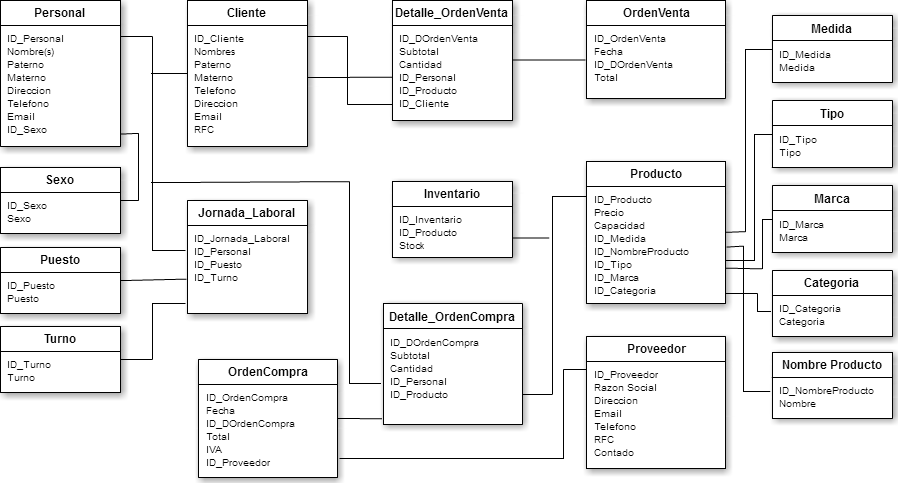 Personal
ID_Personal
Nombre(s)
Paterno
Materno
Direccion
Telefono
Email
ID_Sexo
Cliente
ID_Cliente
Nombres
Paterno
Materno
Telefono
Direccion
Email
RFC
Detalle_OrdenVenta
ID_DOrdenVenta
Subtotal
Cantidad
ID_Personal
ID_Producto
ID_Cliente
OrdenVenta
ID_OrdenVenta
Fecha
ID_DOrdenVenta
Total
Medida
ID_Medida
Medida
Tipo
ID_Tipo
Tipo
Sexo
ID_Sexo
Sexo
Jornada_Laboral
ID_Jornada_Laboral
ID_Personal
ID_Puesto
ID_Turno
Inventario
ID_Inventario
ID_Producto
Stock
Producto
ID_Producto
Precio
Capacidad
ID_Medida
ID_NombreProducto
ID_Tipo
ID_Marca
ID_Categoria
Marca
ID_Marca
Marca
Puesto
ID_Puesto
Puesto
Categoria
ID_Categoria
Categoria
Turno
ID_Turno
Turno
OrdenCompra
ID_OrdenCompra
Fecha
ID_DOrdenCompra
Total
IVA
ID_Proveedor
Detalle_OrdenCompra
ID_DOrdenCompra
Subtotal
Cantidad
ID_Personal
ID_Producto
Proveedor
ID_Proveedor
Razon Social
Direccion
Email
Telefono
RFC
Contado
Nombre Producto
ID_NombreProducto
Nombre